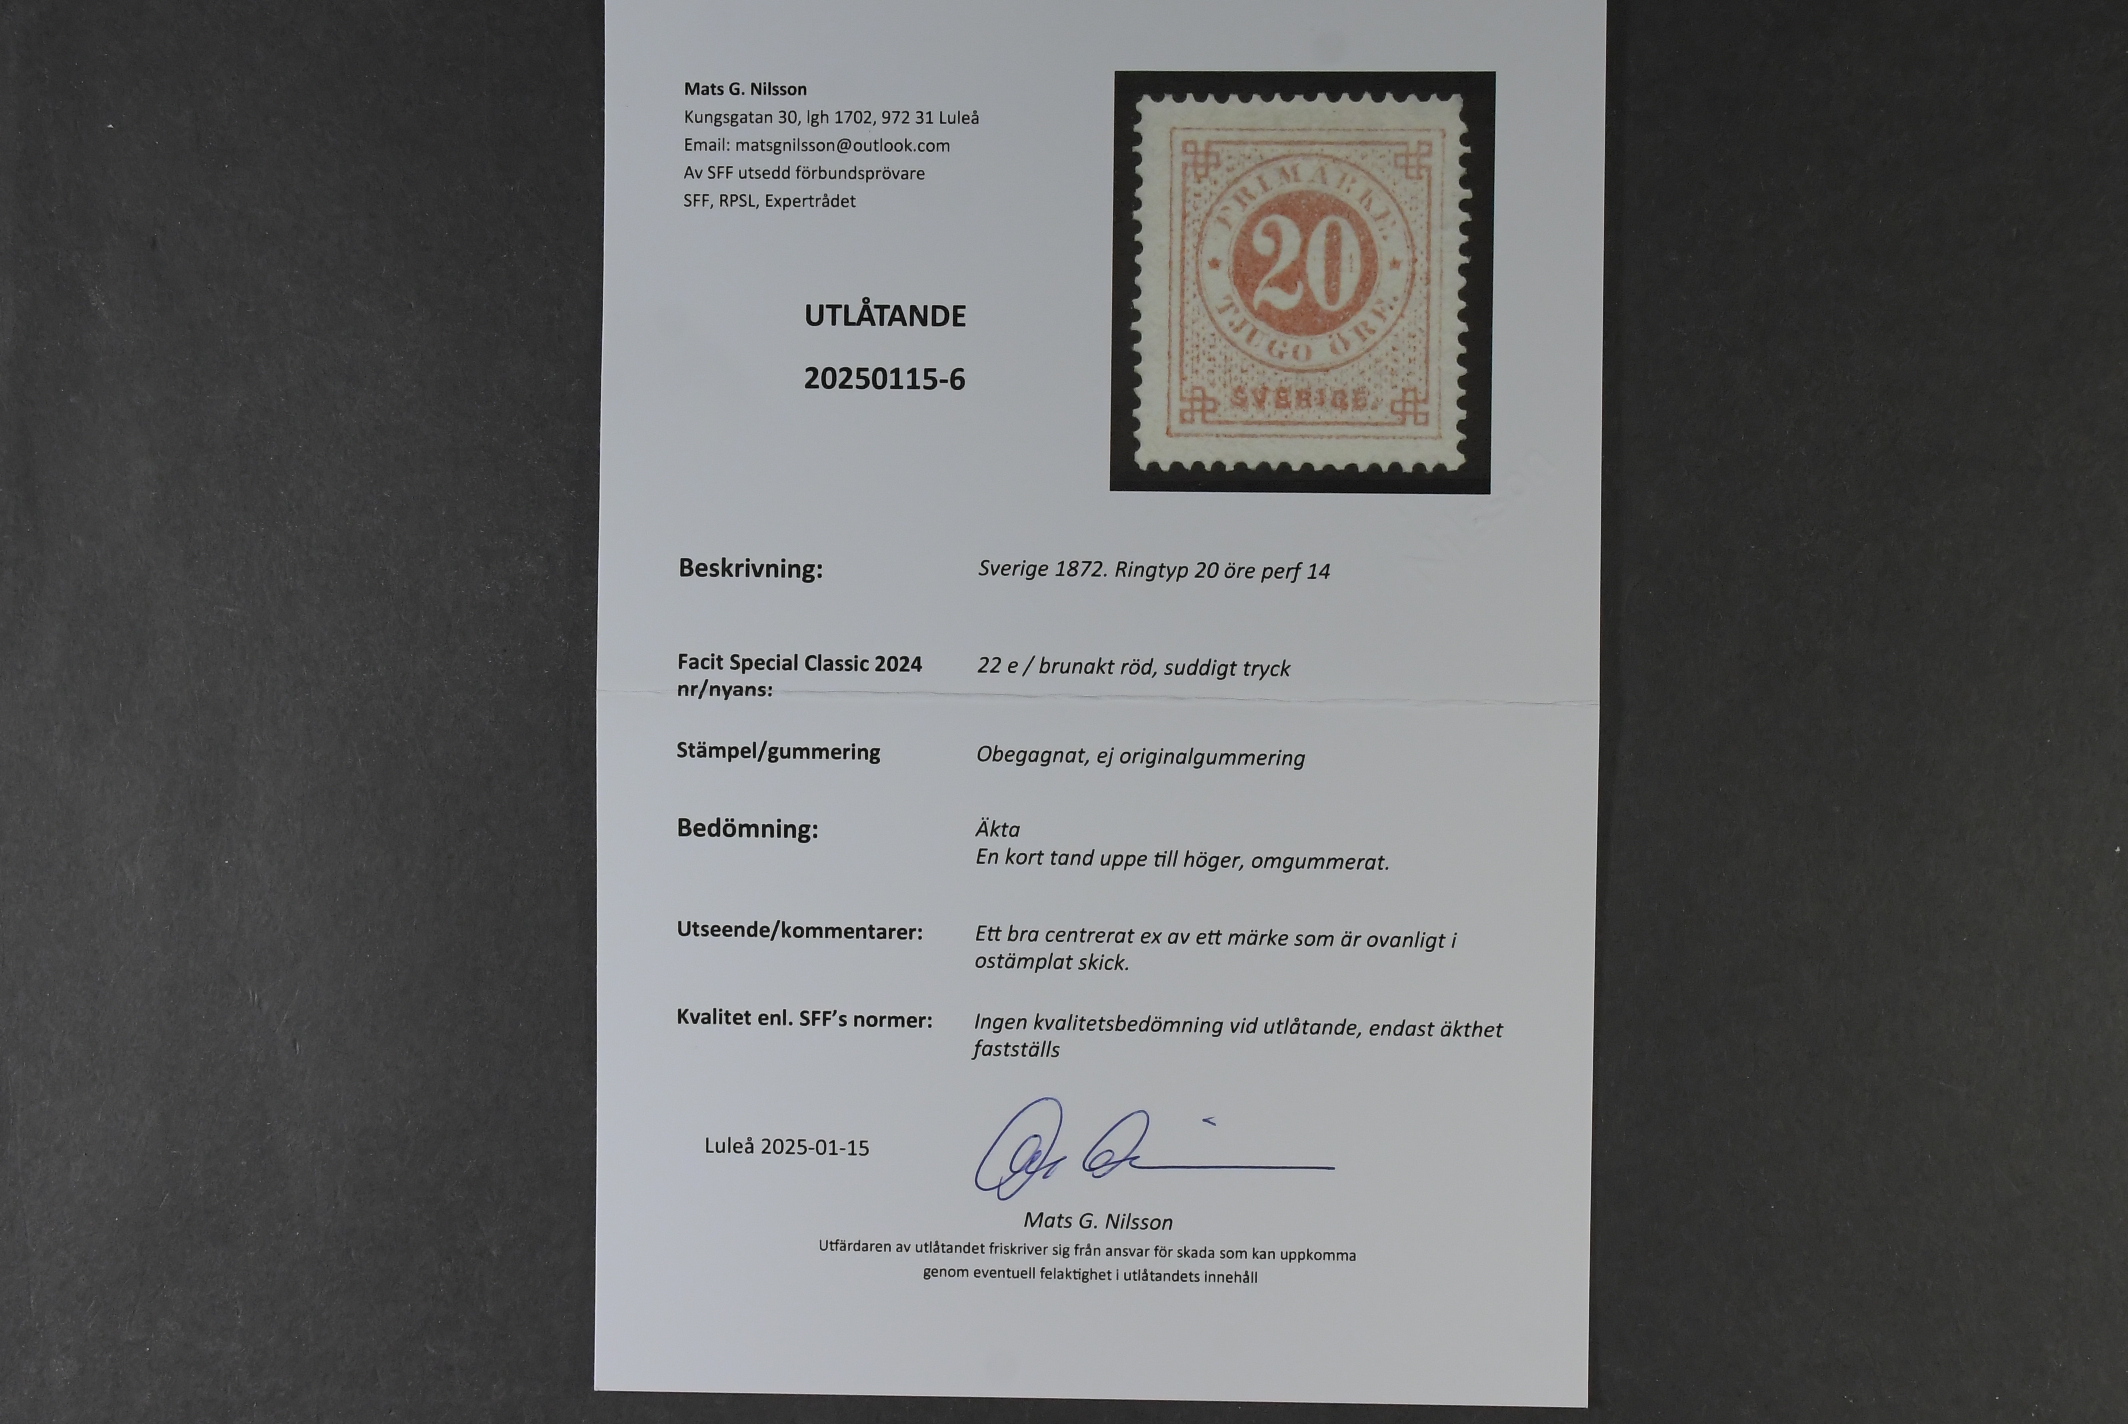 Mats G. Nilsson
Kungsgatan 30, lgh 1702, 972 31 Luleå
Email: matsgnilsson@outlook.com
Av SFF utsedd förbundsprövare
SFF, RPSL, Expertrådet
FRIMÄRKE
20
TJUGO ÖRE.
SVERIGE.
UTLÅTANDE
20250115-6
Beskrivning: Sverige 1872. Ringtyp 20 öre perf 14
Facit Special Classic 2024 22 e / brunakt röd, suddigt tryck
nr/nyans:
Stämpel/gummering Obegagnat, ej originalgummering
Bedömning: Äkta
En kort tand uppe till höger, omgummerat.
Utseende/kommentarer: Ett bra centrerat ex av ett märke som är ovanligt i
ostämplat skick.
Kvalitet enl. SFF's normer: Ingen kvalitetsbedömning vid utlåtande, endast äkthet
fastställs
Luleå 2025-01-15
Mats G. Nilsson
Utfärdaren av utlåtandet friskriver sig från ansvar för skada som kan uppkomma
genom eventuell felaktighet i utlåtandets innehåll